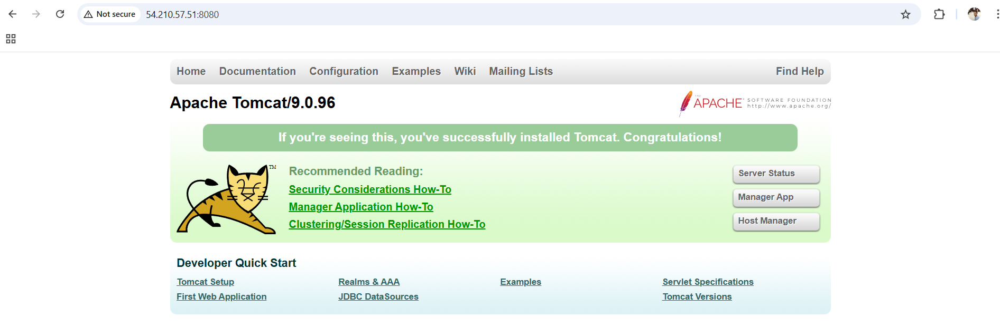 Not secure 54.210.57.51:8080
Home Documentation Configuration Examples Wiki Mailing Lists Find Help
Apache Tomcat/9.0.96
THE APACHE® SOFTWARE FOUNDATION
http://www.apache.org/
If you're seeing this, you've successfully installed Tomcat. Congratulations!
TM
Recommended Reading:
Security Considerations How-To
Manager Application How-To
Clustering/Session Replication How-To
Server Status
Manager App
Host Manager
Developer Quick Start
Tomcat Setup
First Web Application
Realms & AAA
JDBC DataSources
Examples
Servlet Specifications
Tomcat Versions